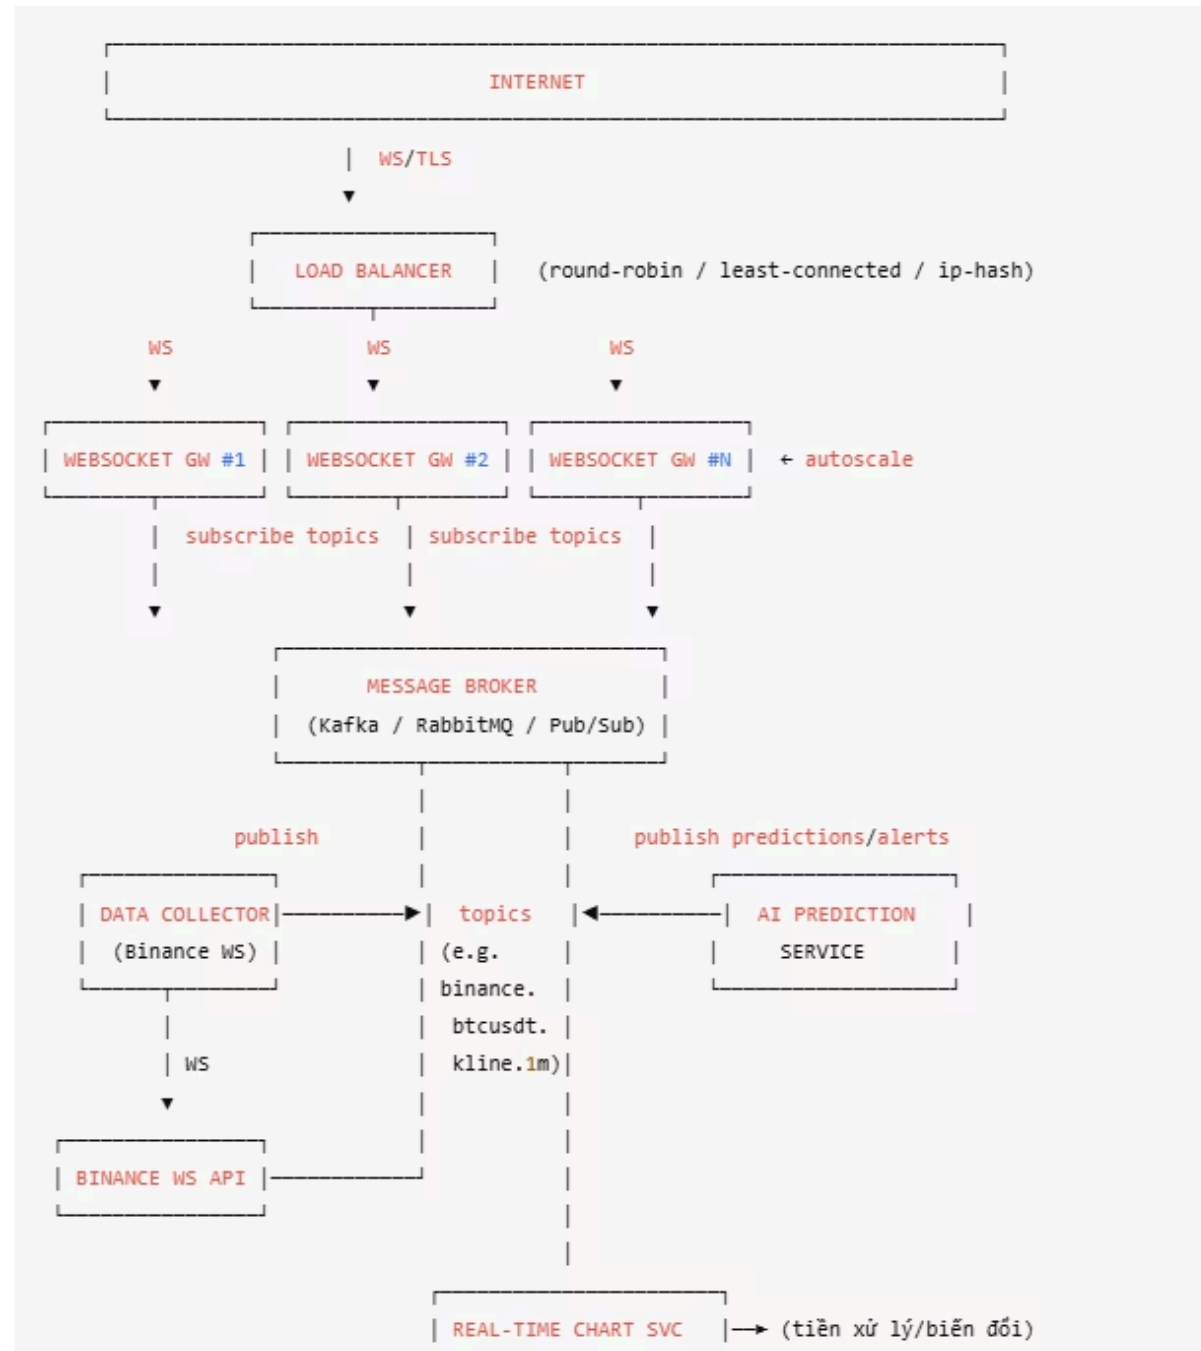 INTERNET
WS/TLS
LOAD BALANCER (round-robin / least-connected / ip-hash)
WS WS WS
WEBSOCKET GW #1 WEBSOCKET GW #2 WEBSOCKET GW #N ← autoscale
subscribe topics subscribe topics
MESSAGE BROKER
(Kafka / RabbitMQ / Pub/Sub)
publish publish predictions/alerts
DATA COLLECTOR topics AI PREDICTION
(Binance WS) (e.g. SERVICE
binance.
btcusdt.
WS kline.1m)
BINANCE WS API
REAL-TIME CHART SVC (tiền xử lý/biến đổi)